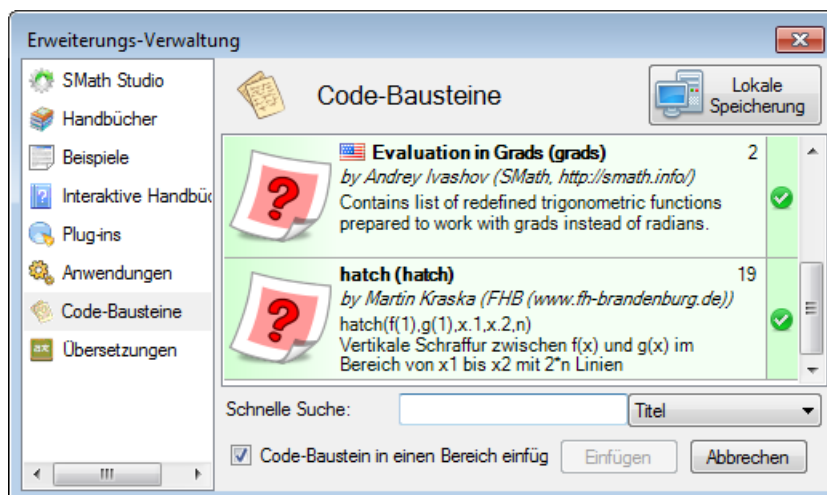 Erweiterungs-Verwaltung
SMath Studio
Handbücher
Beispiele
Interaktive Handbüc
Plug-ins
Anwendungen
Code-Bausteine
Übersetzungen
Code-Bausteine
Lokale
Speicherung
Evaluation in Grads (grads) 2
by Andrey Ivashov (SMath, http://smath.info/)
Contains list of redefined trigonometric functions
prepared to work with grads instead of radians.
hatch (hatch) 19
by Martin Kraska (FHB (www.fh-brandenburg.de))
hatch(f(1),g(1),x.1,x.2,n)
Vertikale Schraffur zwischen f(x) und g(x) im
Bereich von x1 bis x2 mit 2*n Linien
Schnelle Suche: Titel
Code-Baustein in einen Bereich einfüg Einfügen Abbrechen